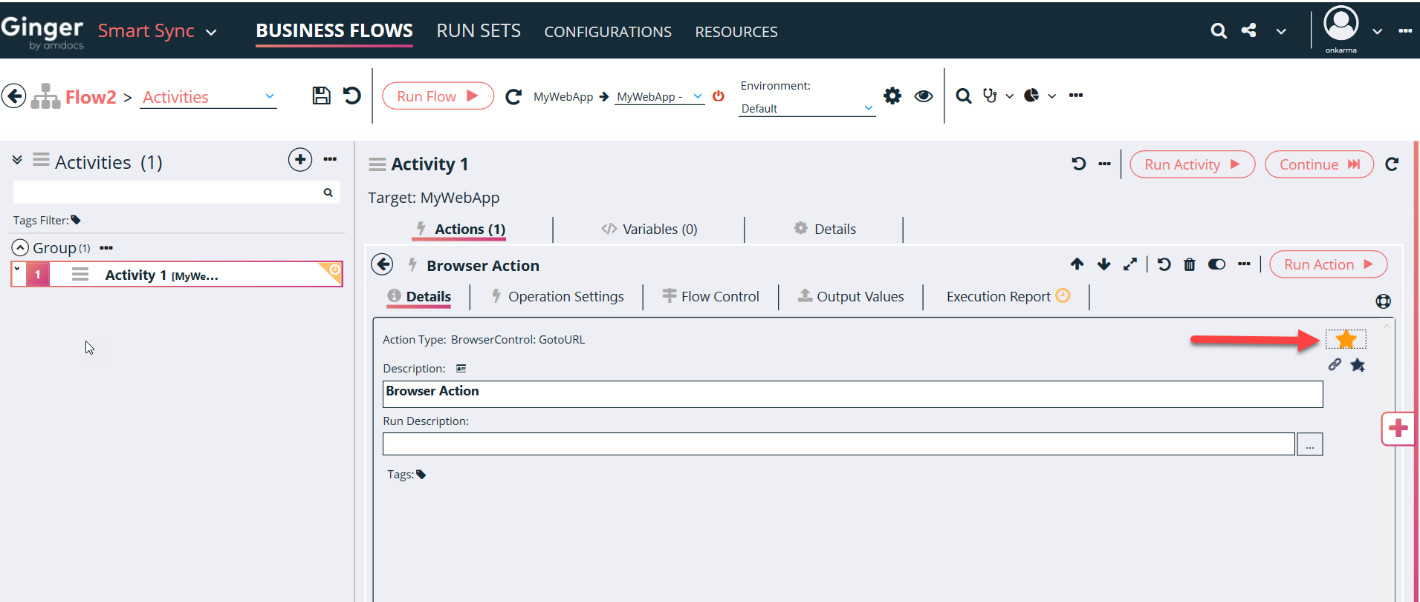 Ginger
by amdocs
Smart Sync
BUSINESS FLOWS
RUN SETS
CONFIGURATIONS
RESOURCES
onkarma
Flow2 > Activities
Run Flow
MyWebApp
MyWebApp -
Environment:
Default
Activities (1)
Tags Filter:
Group (1)
1
Activity 1 [MyWe...
Activity 1
Run Activity
Continue
Target: MyWebApp
Actions (1)
Variables (0)
Details
Browser Action
Run Action
Details
Operation Settings
Flow Control
Output Values
Execution Report
Action Type: BrowserControl: GotoURL
Description:
Browser Action
Run Description:
...
Tags: